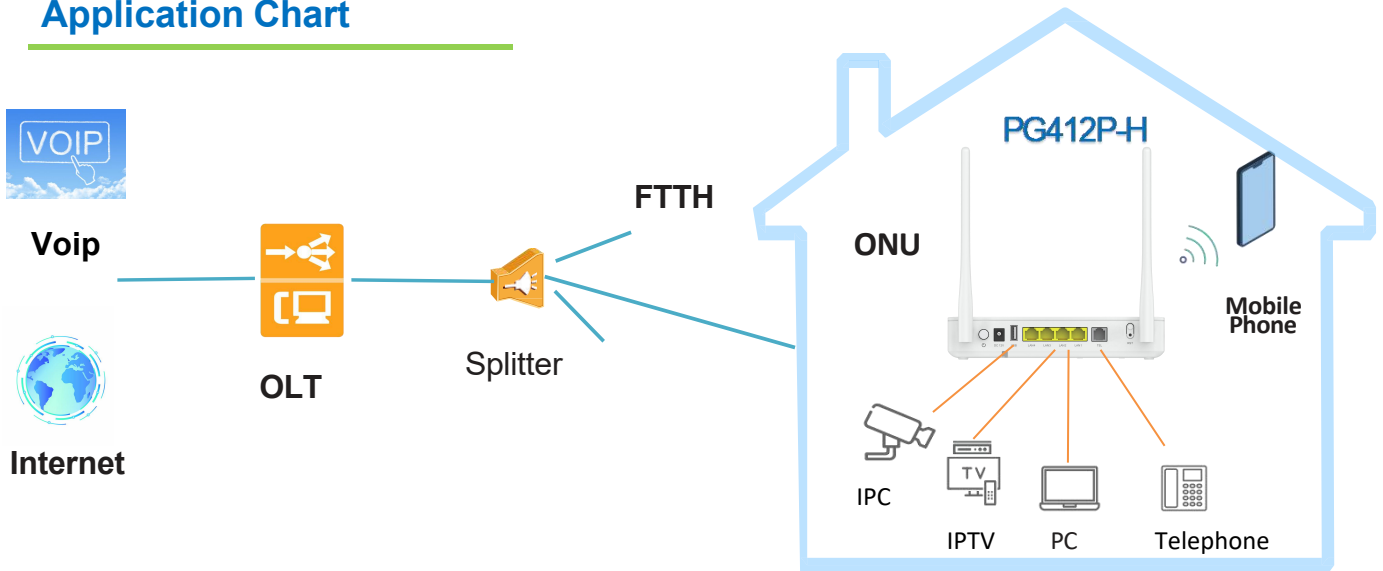 Application Chart
VOIP
Voip
Internet
OLT
Splitter
FTTH
PG412P-H
ONU
Mobile
Phone
IPC
TV
IPTV
PC
Telephone